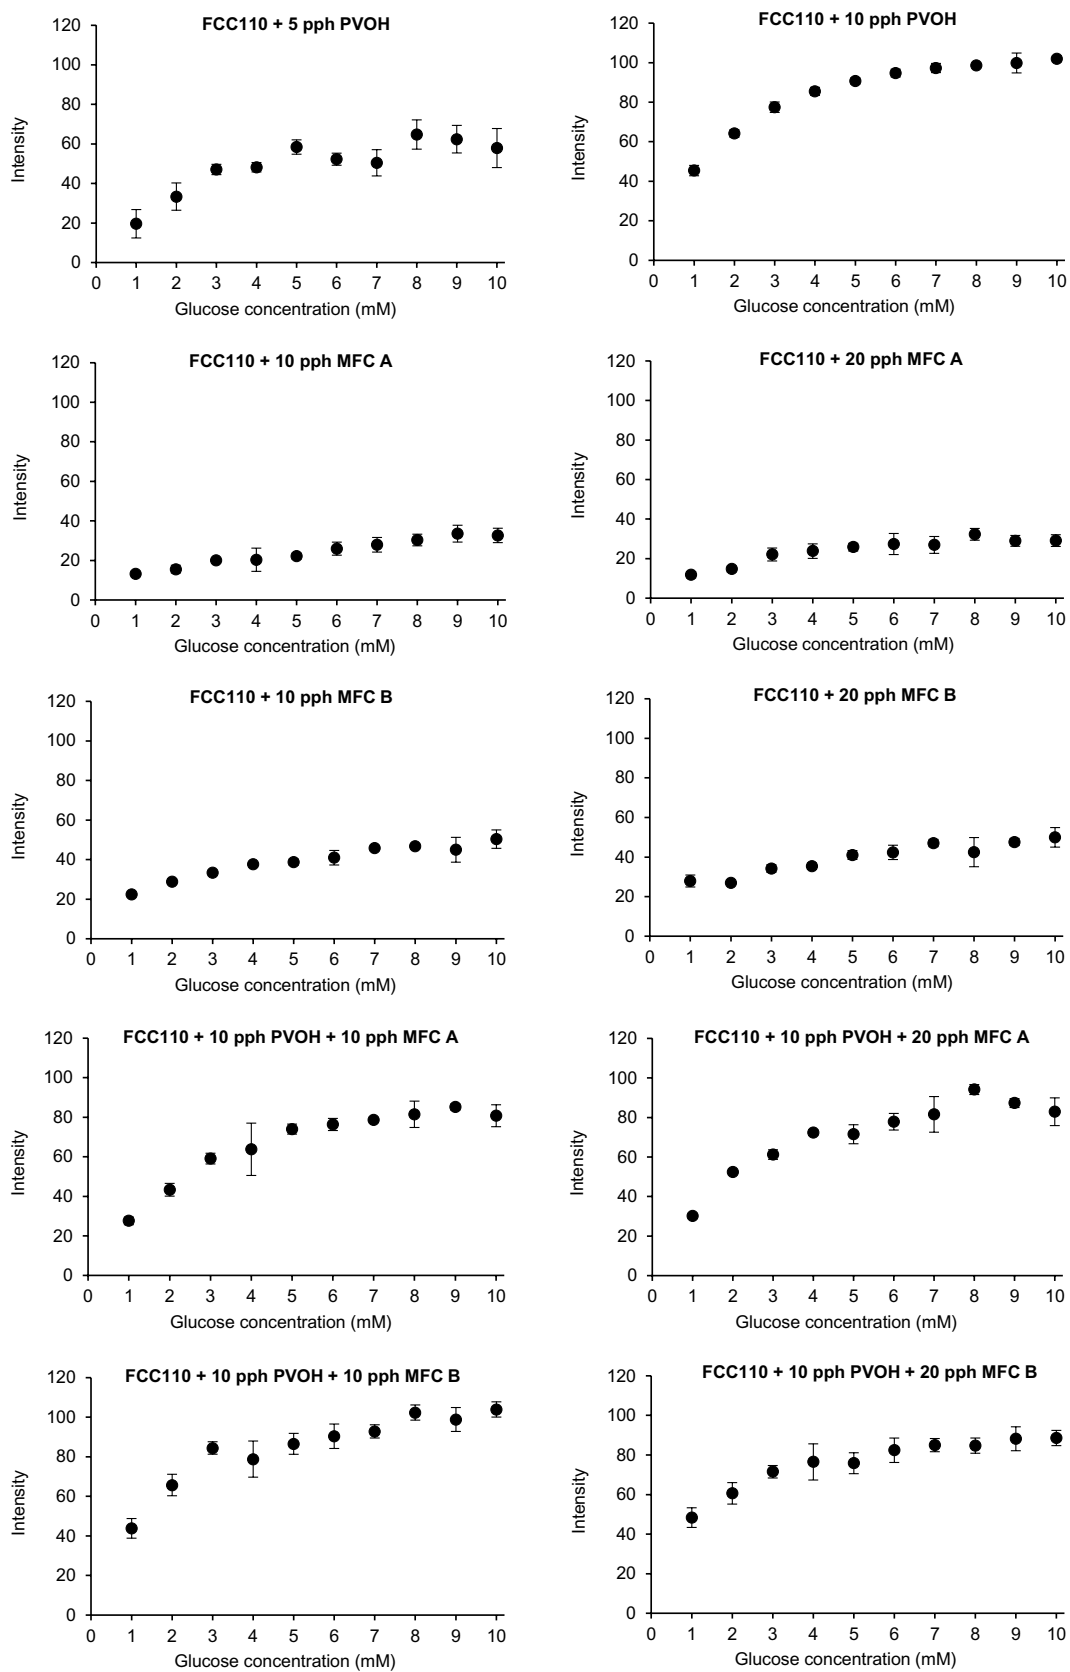 FCC110 + 5 pph PVOH
120
100
80
60
40
20
0
Intensity
0 1 2 3 4 5 6 7 8 9 10
Glucose concentration (mM)
FCC110 + 10 pph PVOH
120
100
80
60
40
20
0
Intensity
0 1 2 3 4 5 6 7 8 9 10
Glucose concentration (mM)
FCC110 + 10 pph MFC A
120
100
80
60
40
20
0
Intensity
0 1 2 3 4 5 6 7 8 9 10
Glucose concentration (mM)
FCC110 + 20 pph MFC A
120
100
80
60
40
20
0
Intensity
0 1 2 3 4 5 6 7 8 9 10
Glucose concentration (mM)
FCC110 + 10 pph MFC B
120
100
80
60
40
20
0
Intensity
0 1 2 3 4 5 6 7 8 9 10
Glucose concentration (mM)
FCC110 + 20 pph MFC B
120
100
80
60
40
20
0
Intensity
0 1 2 3 4 5 6 7 8 9 10
Glucose concentration (mM)
FCC110 + 10 pph PVOH + 10 pph MFC A
120
100
80
60
40
20
0
Intensity
0 1 2 3 4 5 6 7 8 9 10
Glucose concentration (mM)
FCC110 + 10 pph PVOH + 20 pph MFC A
120
100
80
60
40
20
0
Intensity
0 1 2 3 4 5 6 7 8 9 10
Glucose concentration (mM)
FCC110 + 10 pph PVOH + 10 pph MFC B
120
100
80
60
40
20
0
Intensity
0 1 2 3 4 5 6 7 8 9 10
Glucose concentration (mM)
FCC110 + 10 pph PVOH + 20 pph MFC B
120
100
80
60
40
20
0
Intensity
0 1 2 3 4 5 6 7 8 9 10
Glucose concentration (mM)